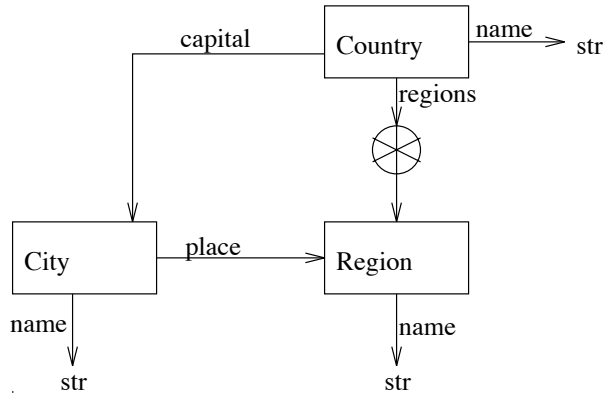 capital
Country
name
str
regions
City
place
Region
name
name
str
str